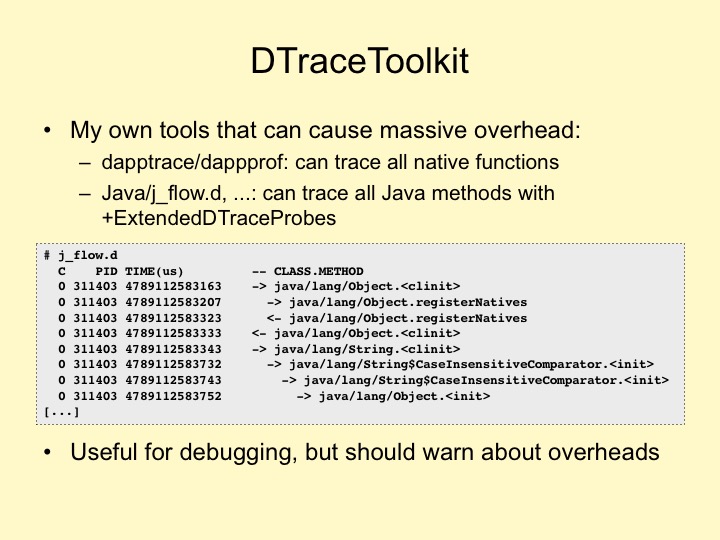 DTraceToolkit
• My own tools that can cause massive overhead:
– dapptrace/dappprof: can trace all native functions
– Java/j_flow.d, ...: can trace all Java methods with
+ExtendedDTraceProbes
# j_flow.d
  C    PID TIME(us)         -- CLASS.METHOD
  0 311403 4789112583163    -> java/lang/Object.<clinit>
  0 311403 4789112583207      -> java/lang/Object.registerNatives
  0 311403 4789112583323      <- java/lang/Object.registerNatives
  0 311403 4789112583333    <- java/lang/Object.<clinit>
  0 311403 4789112583343    -> java/lang/String.<clinit>
  0 311403 4789112583732      -> java/lang/String$CaseInsensitiveComparator.<init>
  0 311403 4789112583743        -> java/lang/String$CaseInsensitiveComparator.<init>
  0 311403 4789112583752          -> java/lang/Object.<init>
[...]
• Useful for debugging, but should warn about overheads